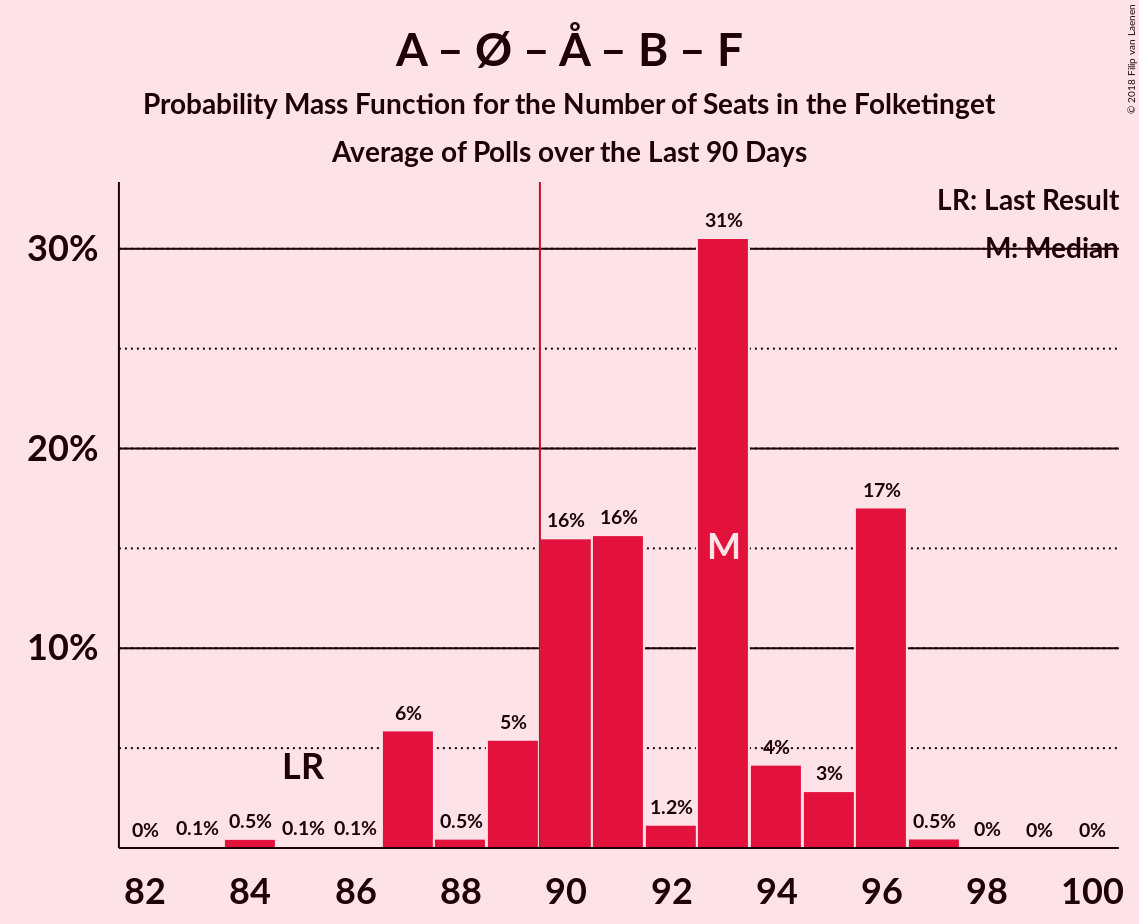 A – Ø – Å – B – F
Probability Mass Function for the Number of Seats in the Folketinget
Average of Polls over the Last 90 Days
© 2018 Filip van Laenen
LR: Last Result
M: Median
30%
20%
10%
0%
0.1%
0.5%
0.1%
0.1%
6%
0.5%
5%
16%
16%
1.2%
31%
4%
3%
17%
0.5%
0%
0%
0%
LR
M
82 84 86 88 90 92 94 96 98 100